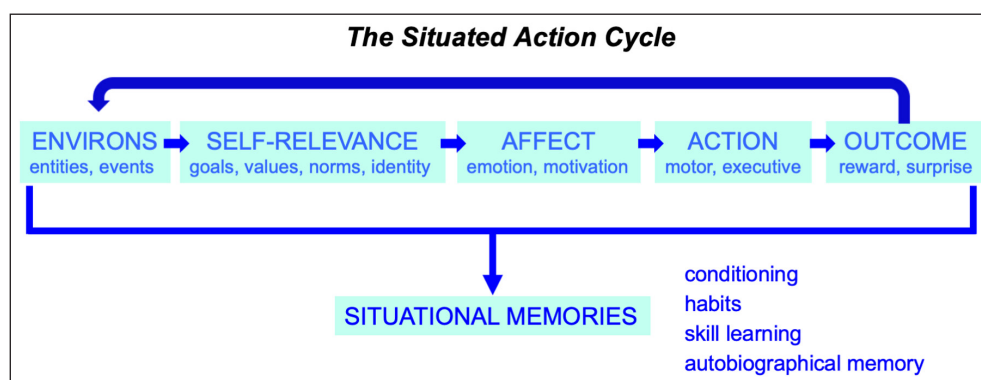 The Situated Action Cycle
ENVIRONS
entities, events
SELF-RELEVANCE
goals, values, norms, identity
AFFECT
emotion, motivation
ACTION
motor, executive
OUTCOME
reward, surprise
SITUATIONAL MEMORIES
conditioning
habits
skill learning
autobiographical memory